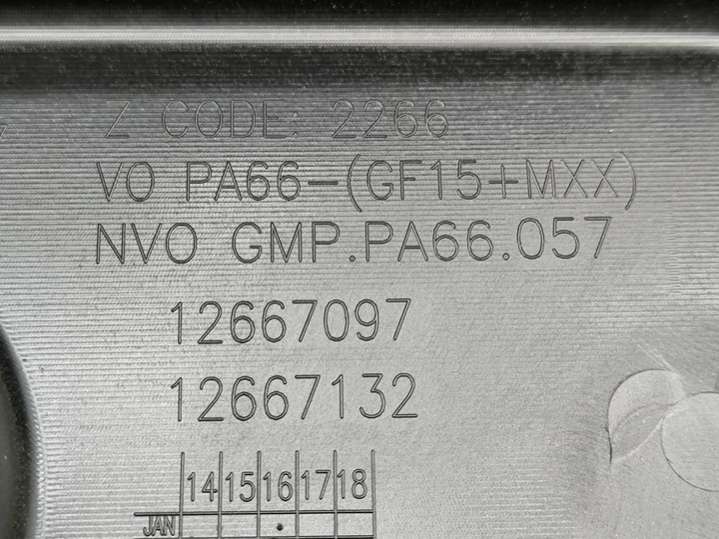 Z CODE: 2266
VO PA66-(GF15+MXX)
NVO GMP.PA66.057
12667097
12667132
14 15 16 17 18
JAN